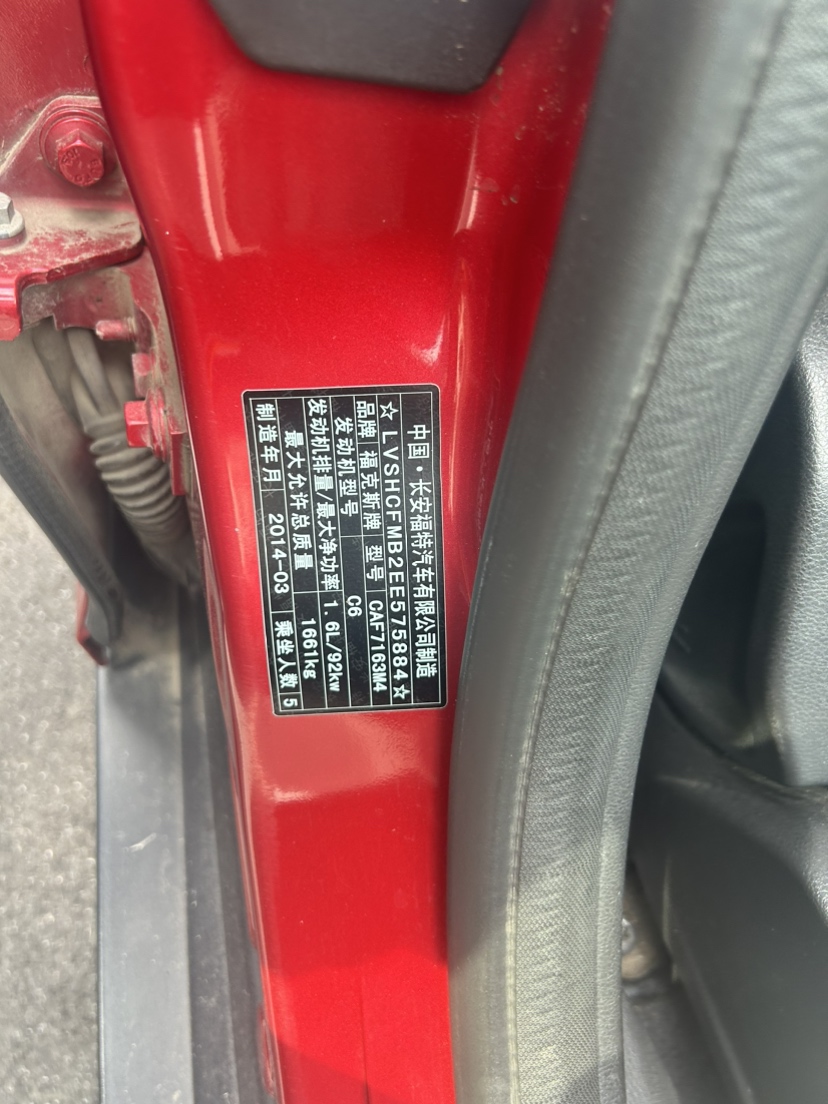 中国·长安福特汽车有限公司制造
☆LVSHCFMB2EE575884☆
品牌 福克斯牌 型号 CAF7163M4
发动机型号 C6
发动机排量/最大净功率 1.6L/92kw
最大允许总质量 1661kg
制造年月 2014-03 乘坐人数 5